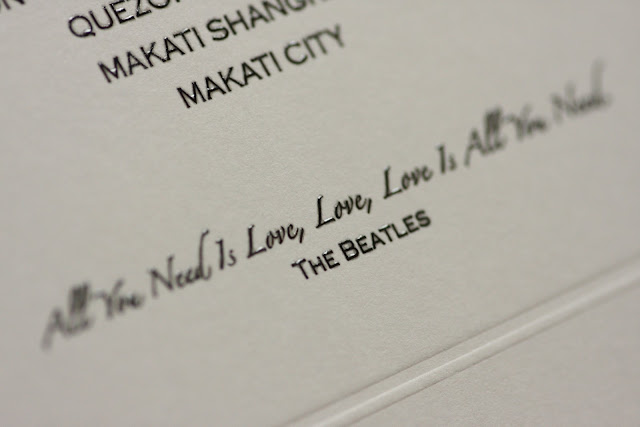 MAKATI
MAKATI CITY
All You Need Is Love, Love, Love Is All You Need
THE BEATLES